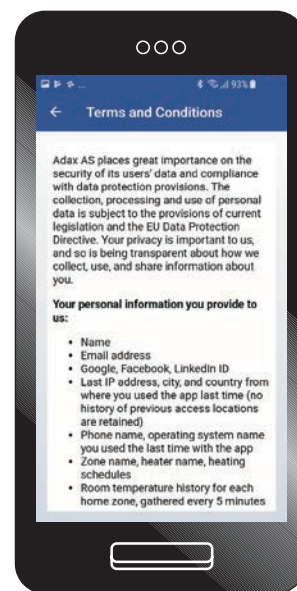 ... 93%
← Terms and Conditions
Adax AS places great importance on the
security of its users' data and compliance
with data protection provisions. The
collection, processing and use of personal
data is subject to the provisions of current
legislation and the EU Data Protection
Directive. Your privacy is important to us,
and so is being transparent about how we
collect, use, and share information about
you.
Your personal information you provide to
us:
• Name
• Email address
• Google, Facebook, LinkedIn ID
• Last IP address, city, and country from
where you used the app last time (no
history of previous access locations
are retained)
• Phone name, operating system name
you used the last time with the app
• Zone name, heater name, heating
schedules
• Room temperature history for each
home zone, gathered every 5 minutes